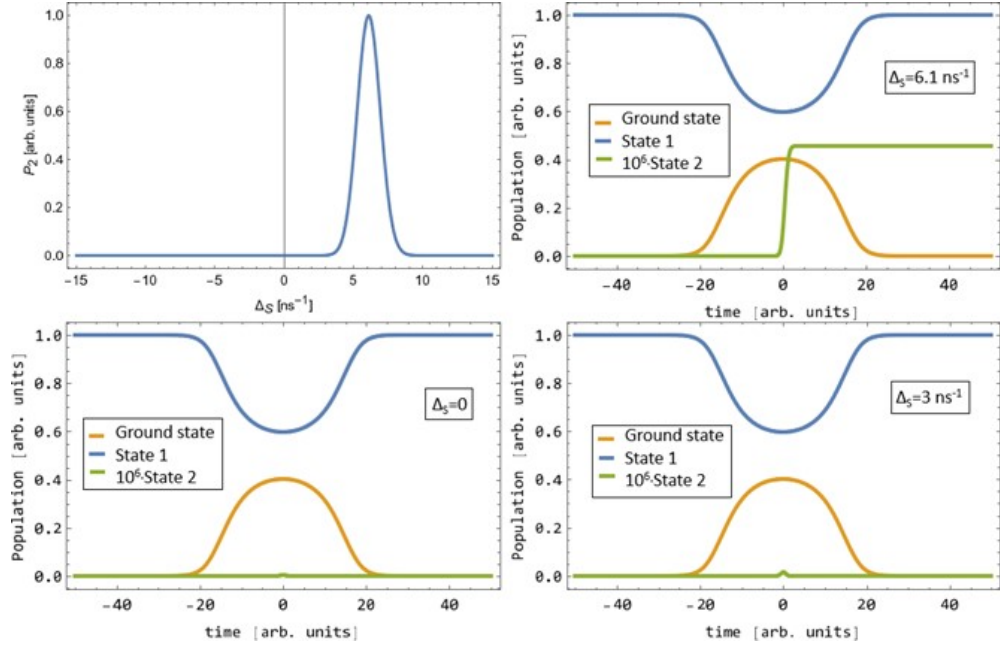 P₂ [arb. units]
1.0
0.8
0.6
0.4
0.2
0.0
-15
-10
-5
0
5
10
15
Δ_S [ns⁻¹]
Population [arb. units]
1.0
0.8
0.6
0.4
0.2
0.0
Δ_s=6.1 ns⁻¹
Ground state
State 1
10⁶·State 2
-40
-20
0
20
40
time [arb. units]
Population [arb. units]
1.0
0.8
0.6
0.4
0.2
0.0
Δ_s=0
Ground state
State 1
10⁶·State 2
-40
-20
0
20
40
time [arb. units]
Population [arb. units]
1.0
0.8
0.6
0.4
0.2
0.0
Δ_s=3 ns⁻¹
Ground state
State 1
10⁶·State 2
-40
-20
0
20
40
time [arb. units]